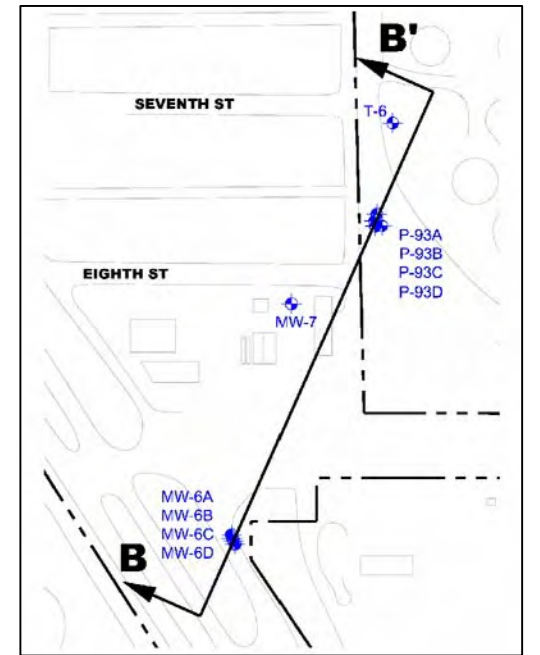 B'
SEVENTH ST
T-6
P-93A
P-93B
P-93C
P-93D
EIGHTH ST
MW-7
MW-6A
MW-6B
MW-6C
MW-6D
B